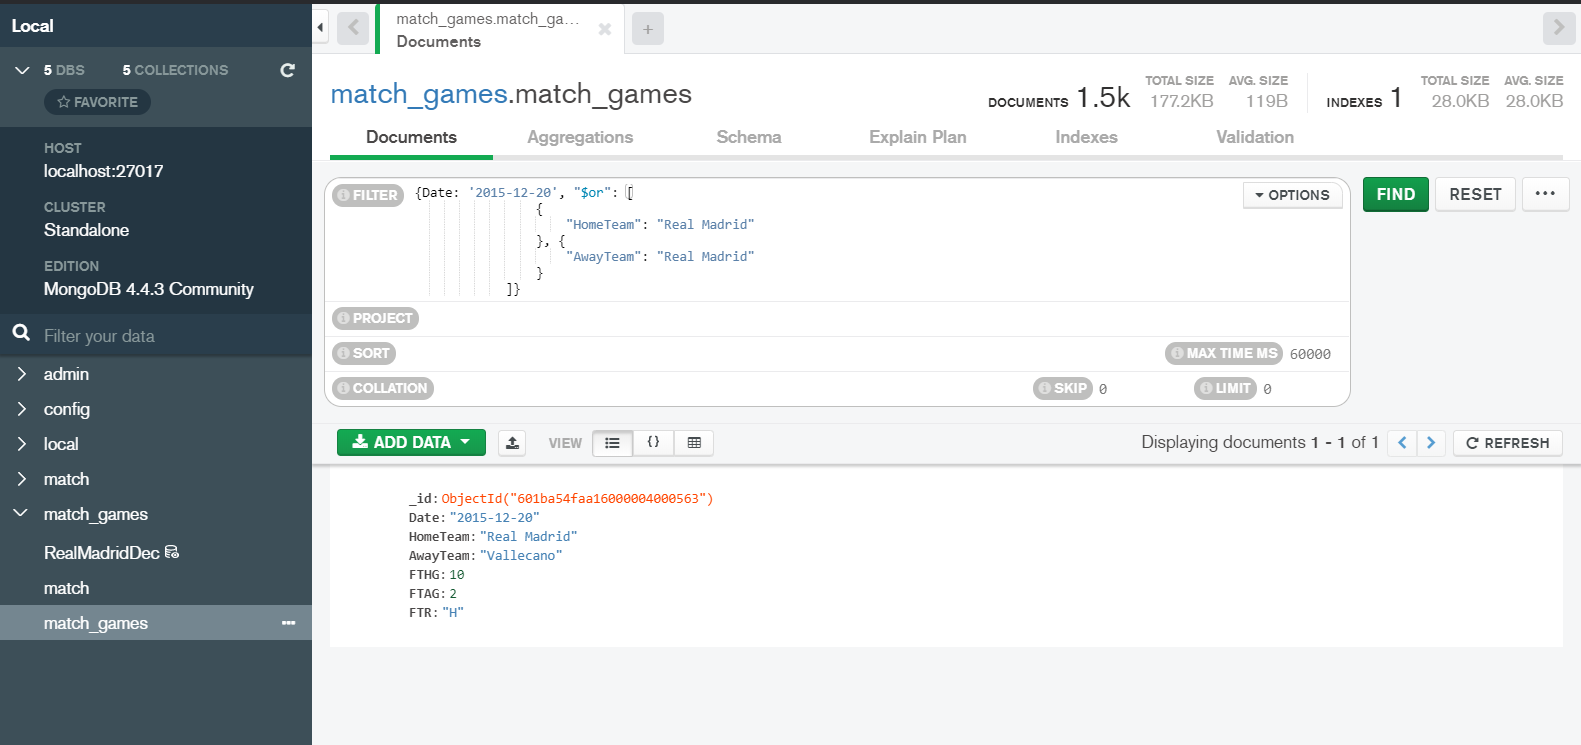 Local
5 DBS 5 COLLECTIONS
FAVORITE
HOST
localhost:27017
CLUSTER
Standalone
EDITION
MongoDB 4.4.3 Community
Filter your data
admin
config
local
match
match_games
RealMadridDec
match
match_games
match_games.match_ga...
Documents
+
match_games.match_games
DOCUMENTS 1.5k
TOTAL SIZE
177.2KB
AVG. SIZE
119B
INDEXES 1
TOTAL SIZE
28.0KB
AVG. SIZE
28.0KB
Documents Aggregations Schema Explain Plan Indexes Validation
FILTER {Date: '2015-12-20', "$or": [
{
"HomeTeam": "Real Madrid"
}, {
"AwayTeam": "Real Madrid"
}
]}
OPTIONS
FIND RESET ...
PROJECT
SORT MAX TIME MS 60000
COLLATION SKIP 0 LIMIT 0
ADD DATA VIEW {} Displaying documents 1 - 1 of 1 REFRESH
_id: ObjectId("601ba54faa16000004000563")
Date: "2015-12-20"
HomeTeam: "Real Madrid"
AwayTeam: "Vallecano"
FTHG: 10
FTAG: 2
FTR: "H"